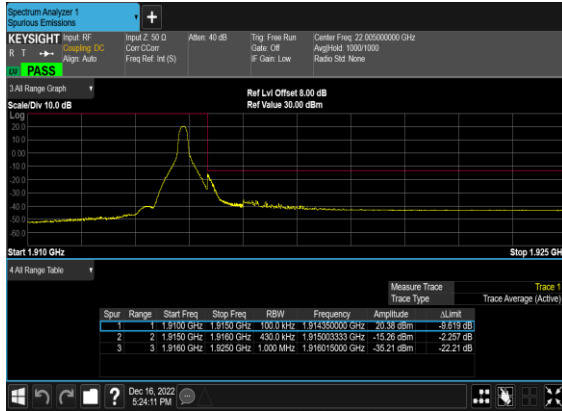 Spectrum Analyzer 1
Spurious Emissions
KEYSIGHT Input: RF Input Z: 50 Ω Atten: 40 dB Trig: Free Run Center Freq: 22.005000000 GHz
R T Coupling: DC Corr CCorr Gate: Off Avg|Hold: 1000/1000
Align: Auto Freq Ref: Int (S) IF Gain: Low Radio Std: None
LXI PASS
3 All Range Graph
Ref Lvl Offset 8.00 dB
Scale/Div 10.0 dB Ref Value 30.00 dBm
Log
20.0
10.0
0.00
-10.0
-20.0
-30.0
-40.0
-50.0
-60.0
Start 1.910 GHz Stop 1.925 GH
4 All Range Table
Measure Trace Trace 1
Trace Type Trace Average (Active)
Spur Range Start Freq Stop Freq RBW Frequency Amplitude ΔLimit
1 1 1.9100 GHz 1.9150 GHz 100.0 kHz 1.914350000 GHz 20.38 dBm -9.619 dB
2 2 1.9150 GHz 1.9160 GHz 430.0 kHz 1.915003333 GHz -15.26 dBm -2.257 dB
3 3 1.9160 GHz 1.9250 GHz 1.000 MHz 1.916015000 GHz -35.21 dBm -22.21 dB
Dec 16, 2022
5:24:11 PM